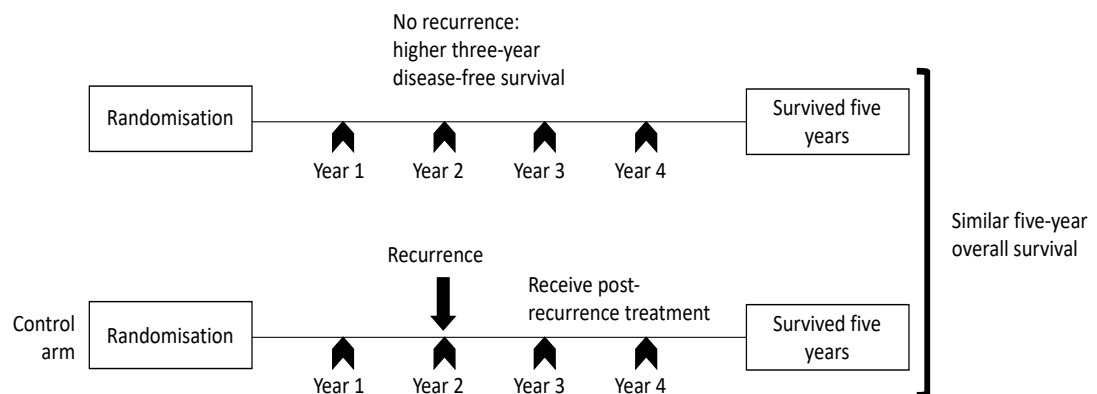 No recurrence:
higher three-year
disease-free survival
Randomisation
Survived five
years
Year 1
Year 2
Year 3
Year 4
Similar five-year
overall survival
Recurrence
Receive post-
recurrence treatment
Control
arm
Randomisation
Survived five
years
Year 1
Year 2
Year 3
Year 4